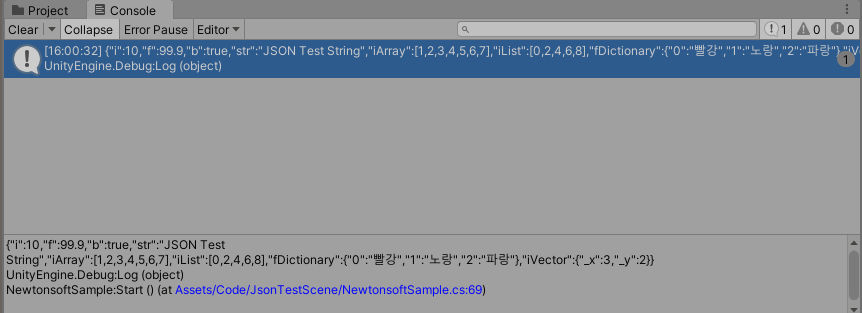 Project
Console
Clear
Collapse
Error Pause
Editor
1
0
0
[16:00:32] {"i":10,"f":99.9,"b":true,"str":"JSON Test String","iArray":[1,2,3,4,5,6,7],"iList":[0,2,4,6,8],"fDictionary":{"0":"빨강","1":"노랑","2":"파랑"},"iV
UnityEngine.Debug:Log (object)
1
{"i":10,"f":99.9,"b":true,"str":"JSON Test
String","iArray":[1,2,3,4,5,6,7],"iList":[0,2,4,6,8],"fDictionary":{"0":"빨강","1":"노랑","2":"파랑"},"iVector":{"_x":3,"_y":2}}
UnityEngine.Debug:Log (object)
NewtonsoftSample:Start () (at Assets/Code/JsonTestScene/NewtonsoftSample.cs:69)